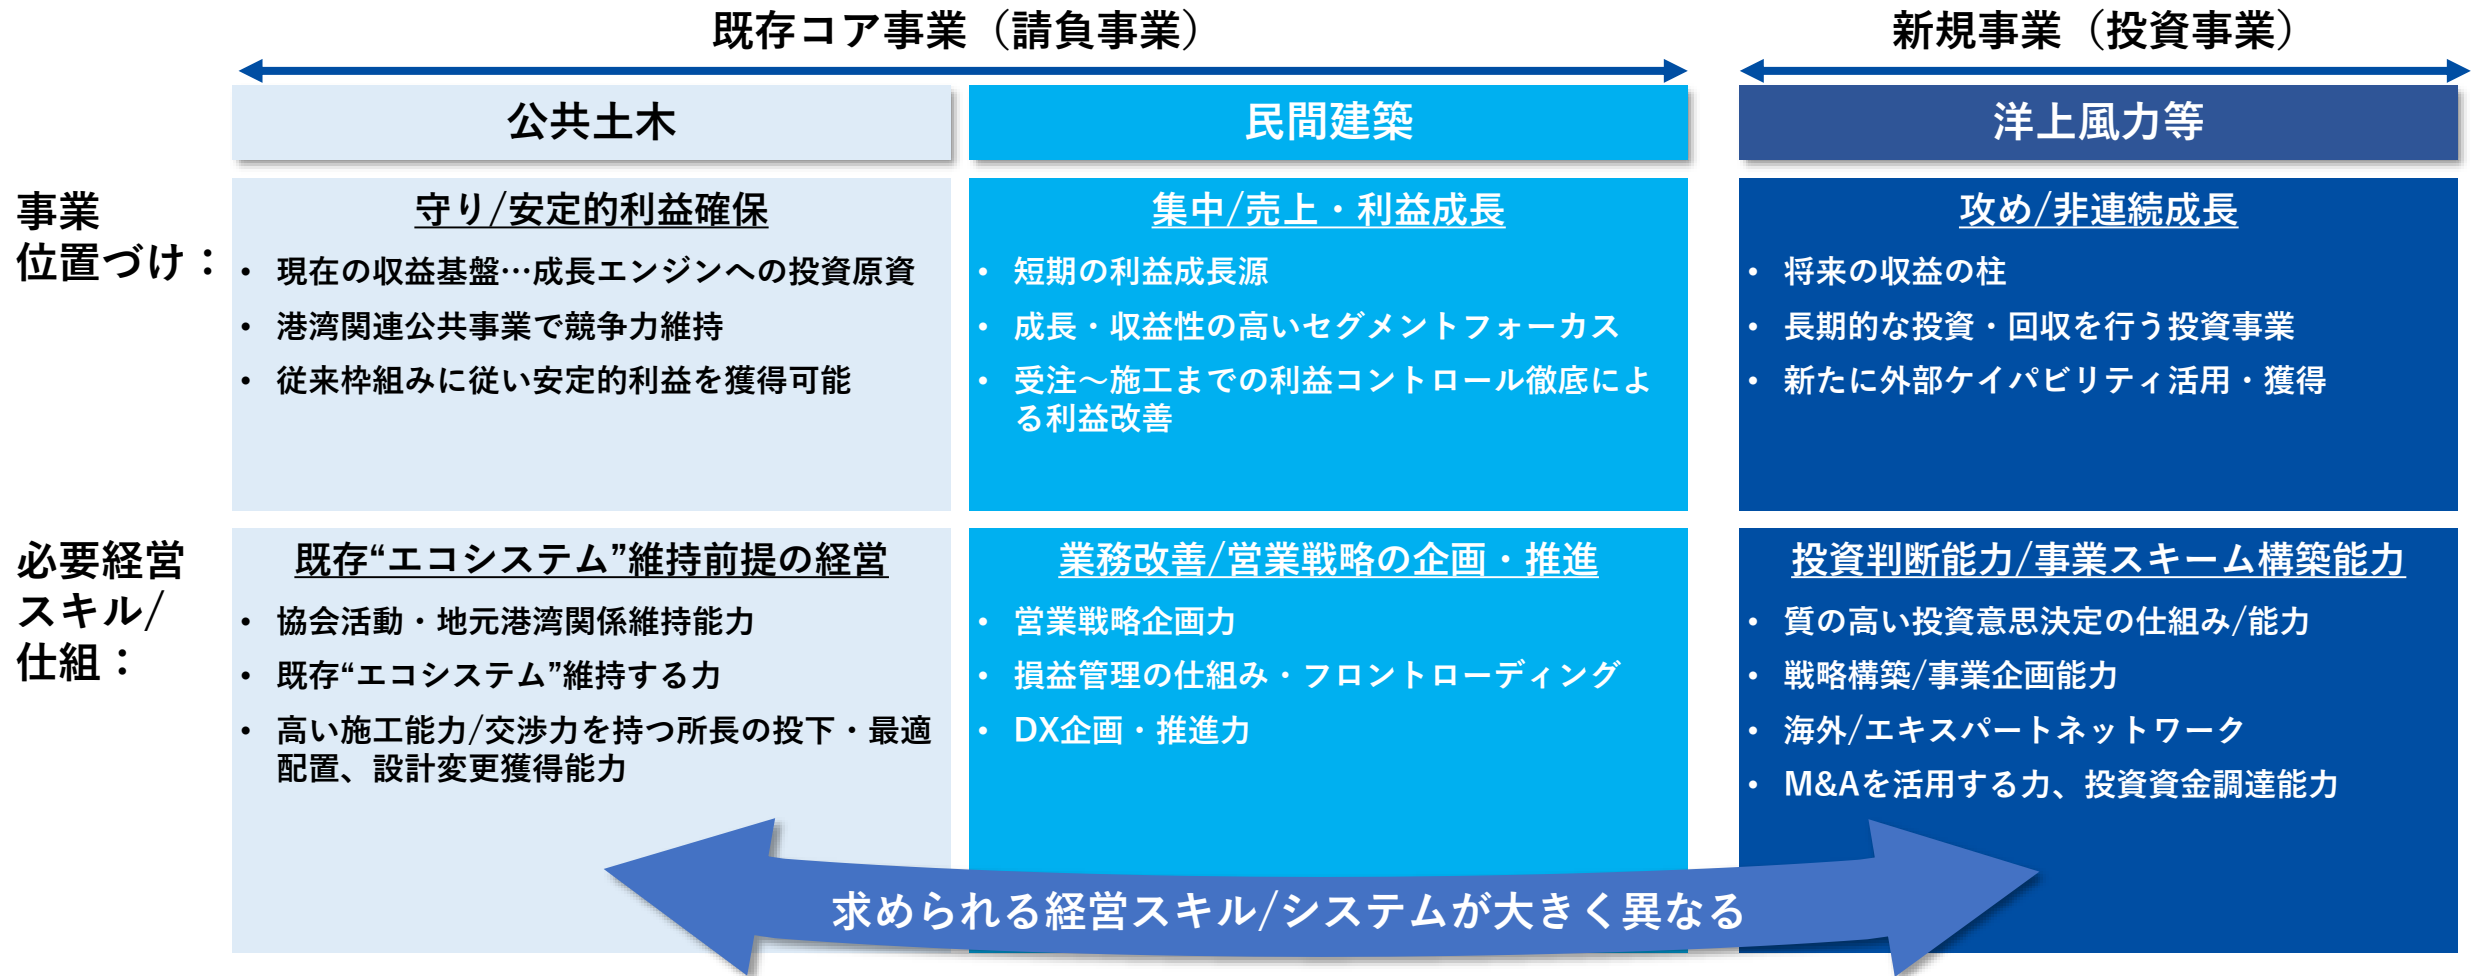 既存コア事業（請負事業）
新規事業（投資事業）
公共土木
民間建築
洋上風力等
事業
位置づけ：
守り/安定的利益確保
• 現在の収益基盤…成長エンジンへの投資原資
• 港湾関連公共事業で競争力維持
• 従来枠組みに従い安定的利益を獲得可能
集中/売上・利益成長
• 短期の利益成長源
• 成長・収益性の高いセグメントフォーカス
• 受注～施工までの利益コントロール徹底によ
る利益改善
攻め/非連続成長
• 将来の収益の柱
• 長期的な投資・回収を行う投資事業
• 新たに外部ケイパビリティ活用・獲得
必要経営
スキル/
仕組：
既存“エコシステム”維持前提の経営
• 協会活動・地元港湾関係維持能力
• 既存“エコシステム”維持する力
• 高い施工能力/交渉力を持つ所長の投下・最適
配置、設計変更獲得能力
業務改善/営業戦略の企画・推進
• 営業戦略企画力
• 損益管理の仕組み・フロントローディング
• DX企画・推進力
投資判断能力/事業スキーム構築能力
• 質の高い投資意思決定の仕組み/能力
• 戦略構築/事業企画能力
• 海外/エキスパートネットワーク
• M&Aを活用する力、投資資金調達能力
求められる経営スキル/システムが大きく異なる